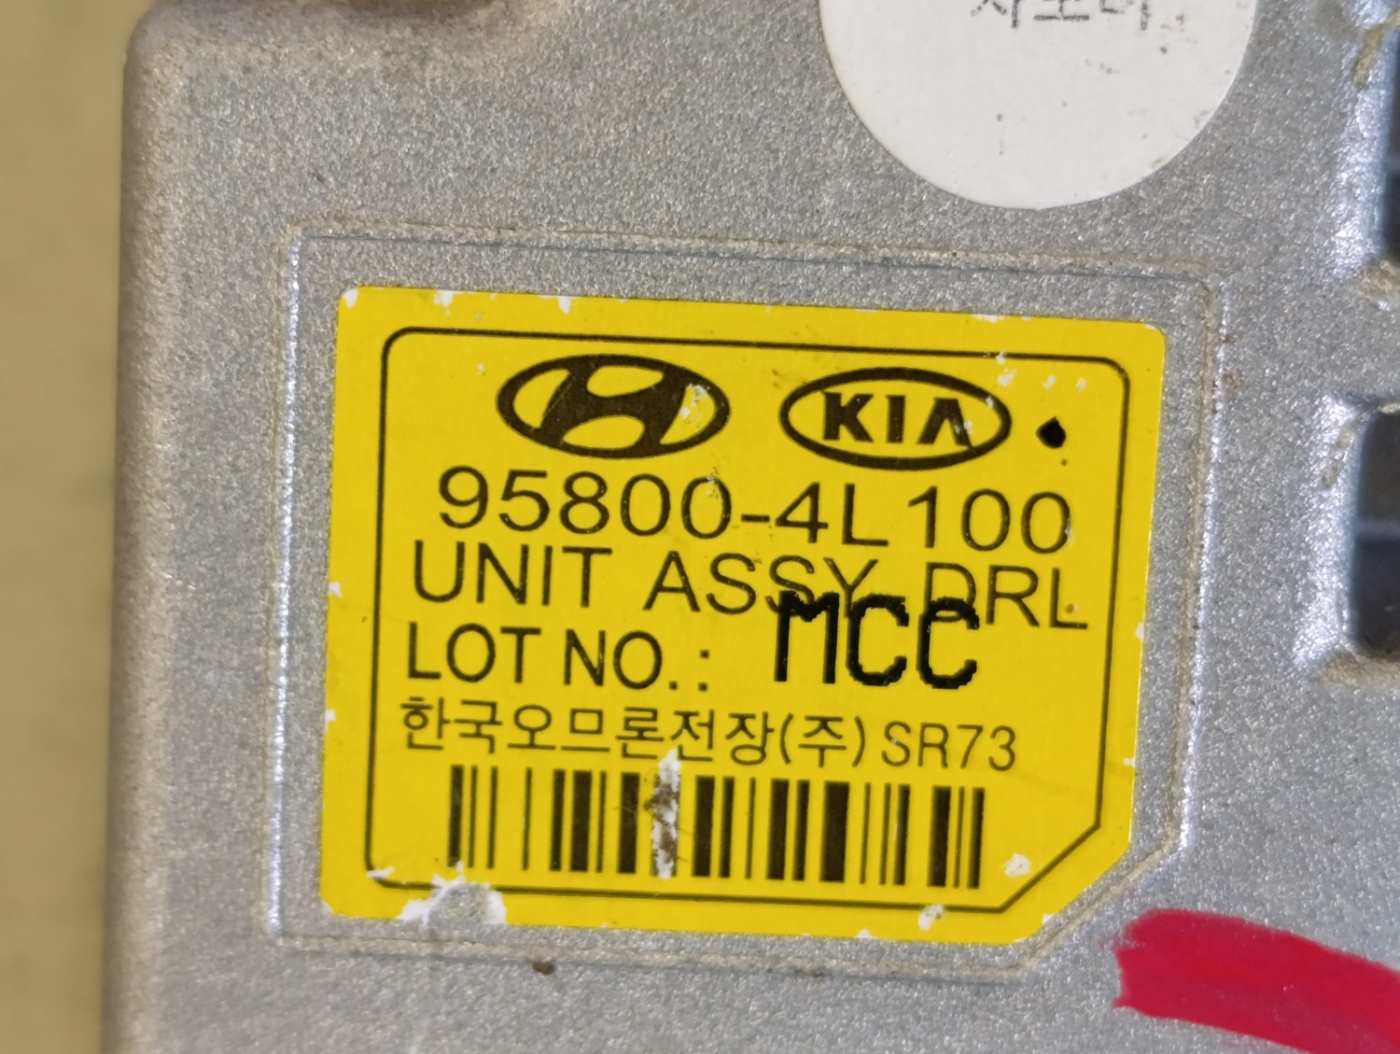 KIA
95800-4L100
UNIT ASSY DRL
LOT NO.: MCC
한국오므론전장(주) SR73